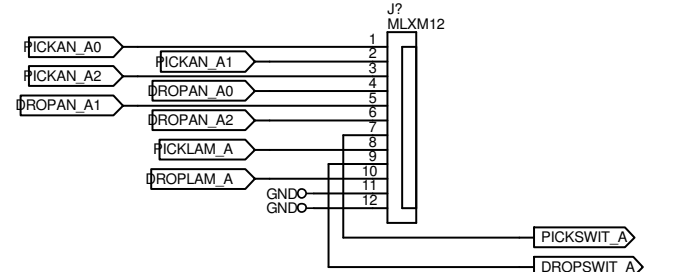 J?
MLXM12
PICKAN_A0
1
PICKAN_A1
2
PICKAN_A2
3
DROPAN_A0
4
DROPAN_A1
5
DROPAN_A2
6
7
PICKLAM_A
8
9
DROPLAM_A
10
GND
11
GND
12
PICKSWIT_A
DROPSWIT_A